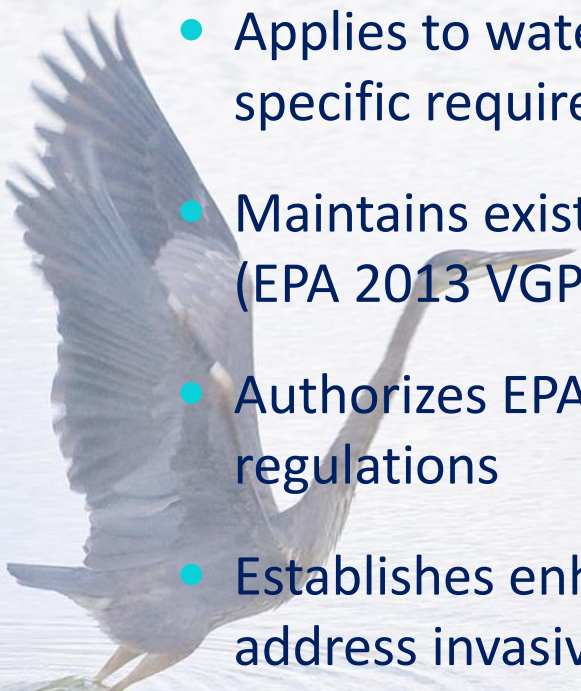 • Applies to wate
specific require
• Maintains exist
(EPA 2013 VGP
• Authorizes EPA
regulations
• Establishes enh
address invasiv